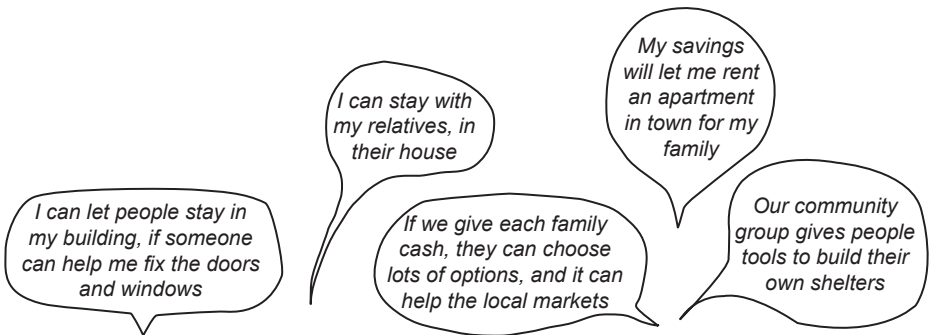 I can let people stay in
my building, if someone
can help me fix the doors
and windows
I can stay with
my relatives, in
their house
If we give each family
cash, they can choose
lots of options, and it can
help the local markets
My savings
will let me rent
an apartment
in town for my
family
Our community
group gives people
tools to build their
own shelters